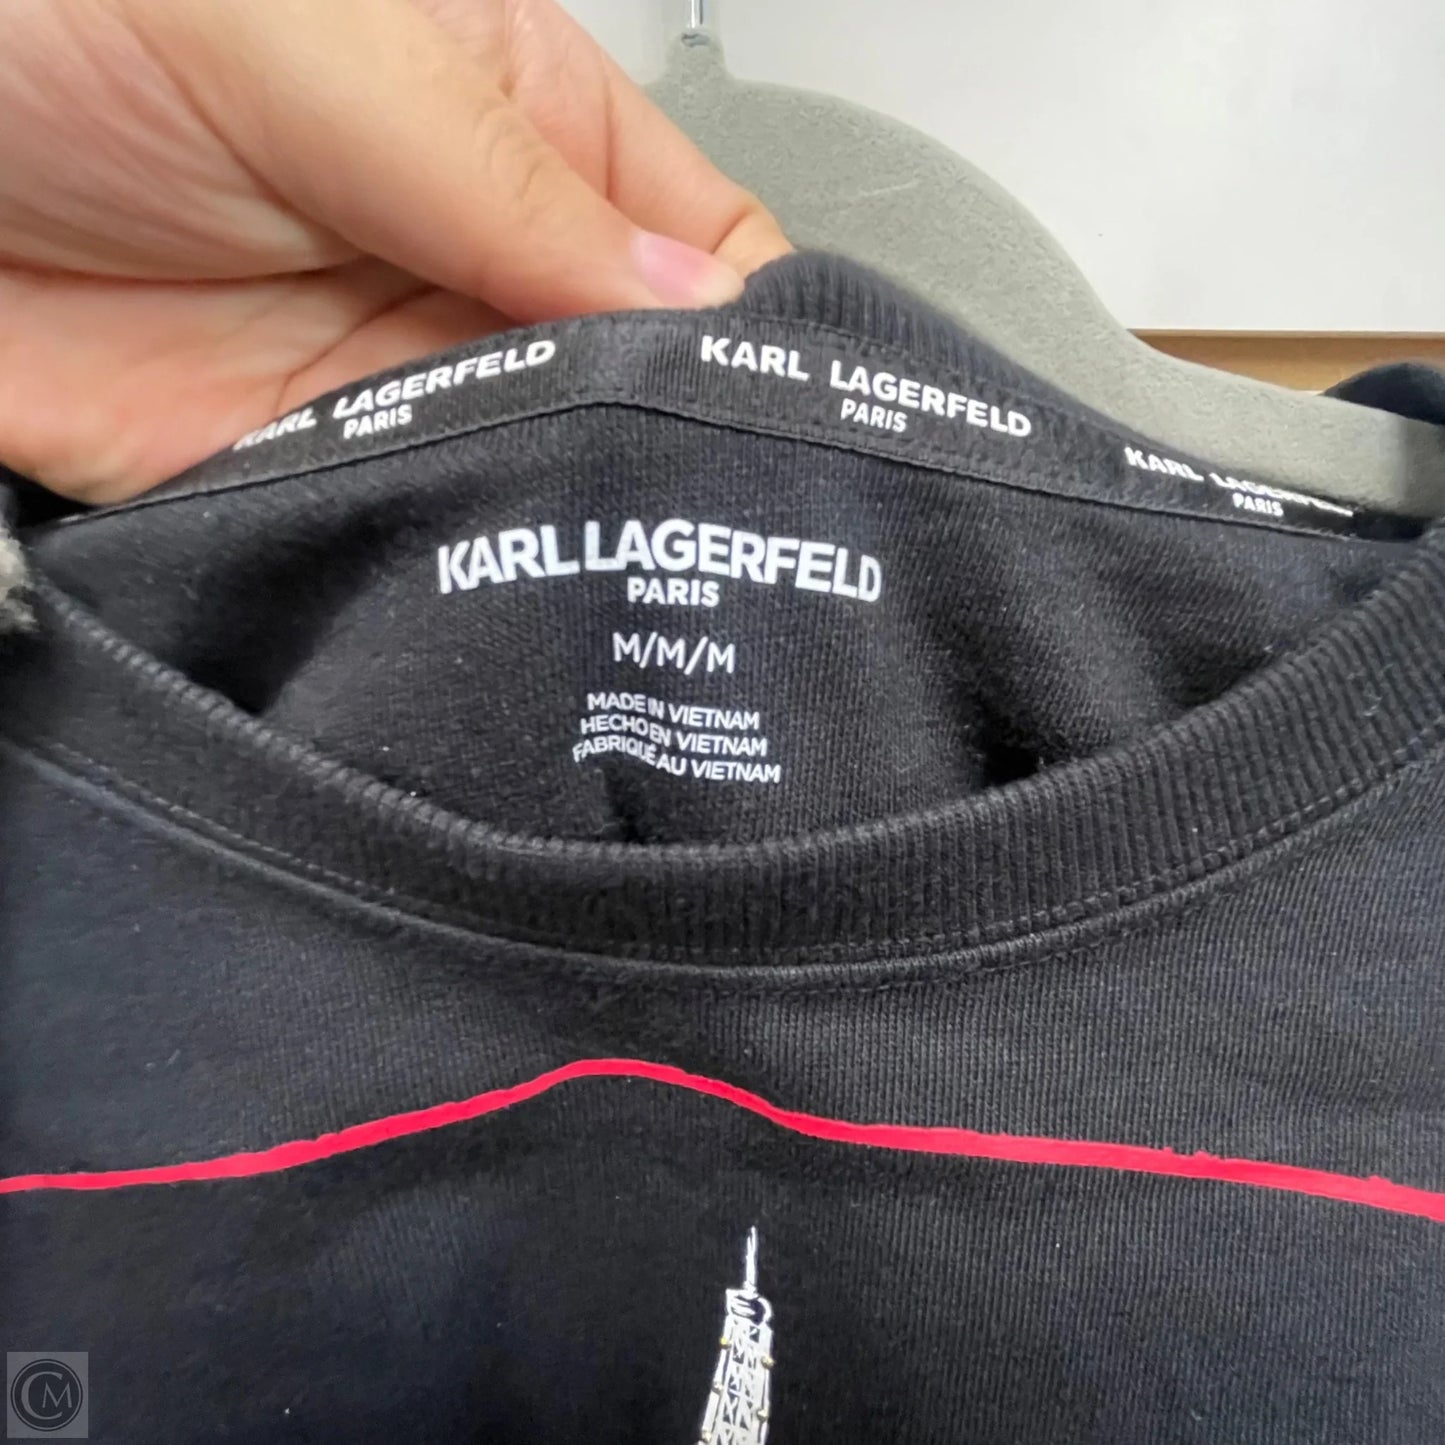 KARL LAGERFELD
PARIS
KARL LAGERFELD
PARIS
KARL LAGERFELD
PARIS
KARL LAGERFELD
PARIS
M/M/M
MADE IN VIETNAM
HECHO EN VIETNAM
FABRIQUÉ AU VIETNAM
CM